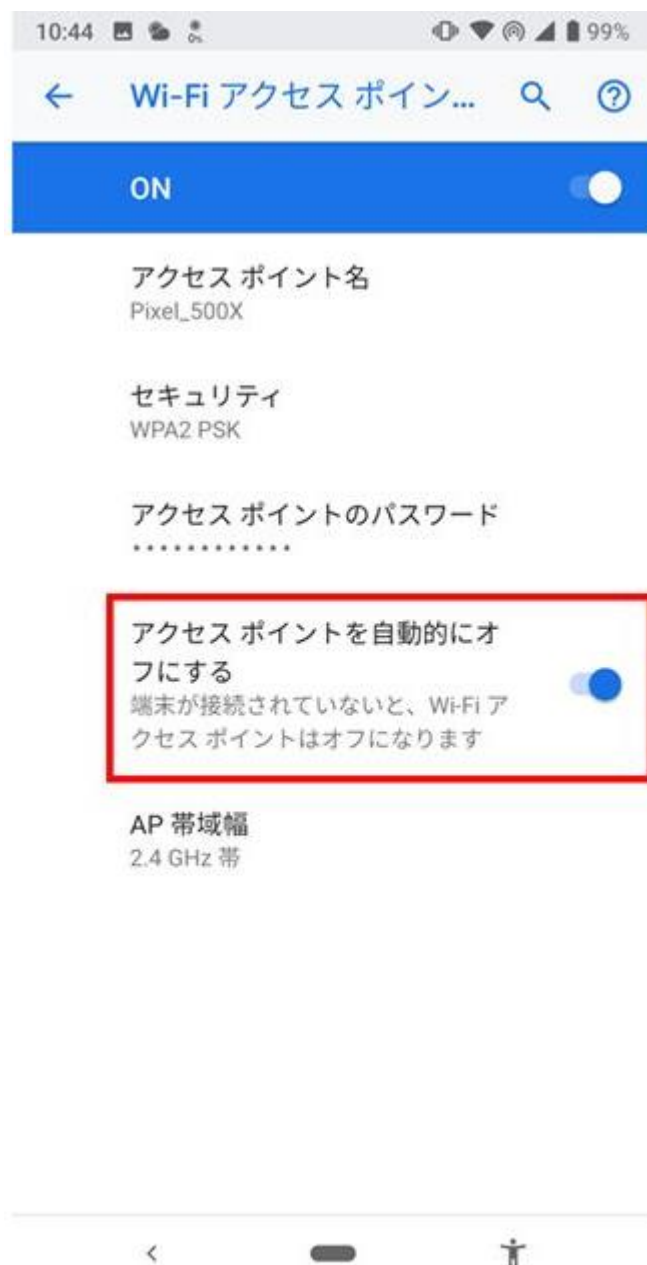 10:44 99%
Wi-Fi アクセス ポイン...
ON
アクセス ポイント名
Pixel_500X
セキュリティ
WPA2 PSK
アクセス ポイントのパスワード
••••••••••••
アクセス ポイントを自動的にオ
フにする
端末が接続されていないと、Wi-Fi ア
クセス ポイントはオフになります
AP 帯域幅
2.4 GHz 帯